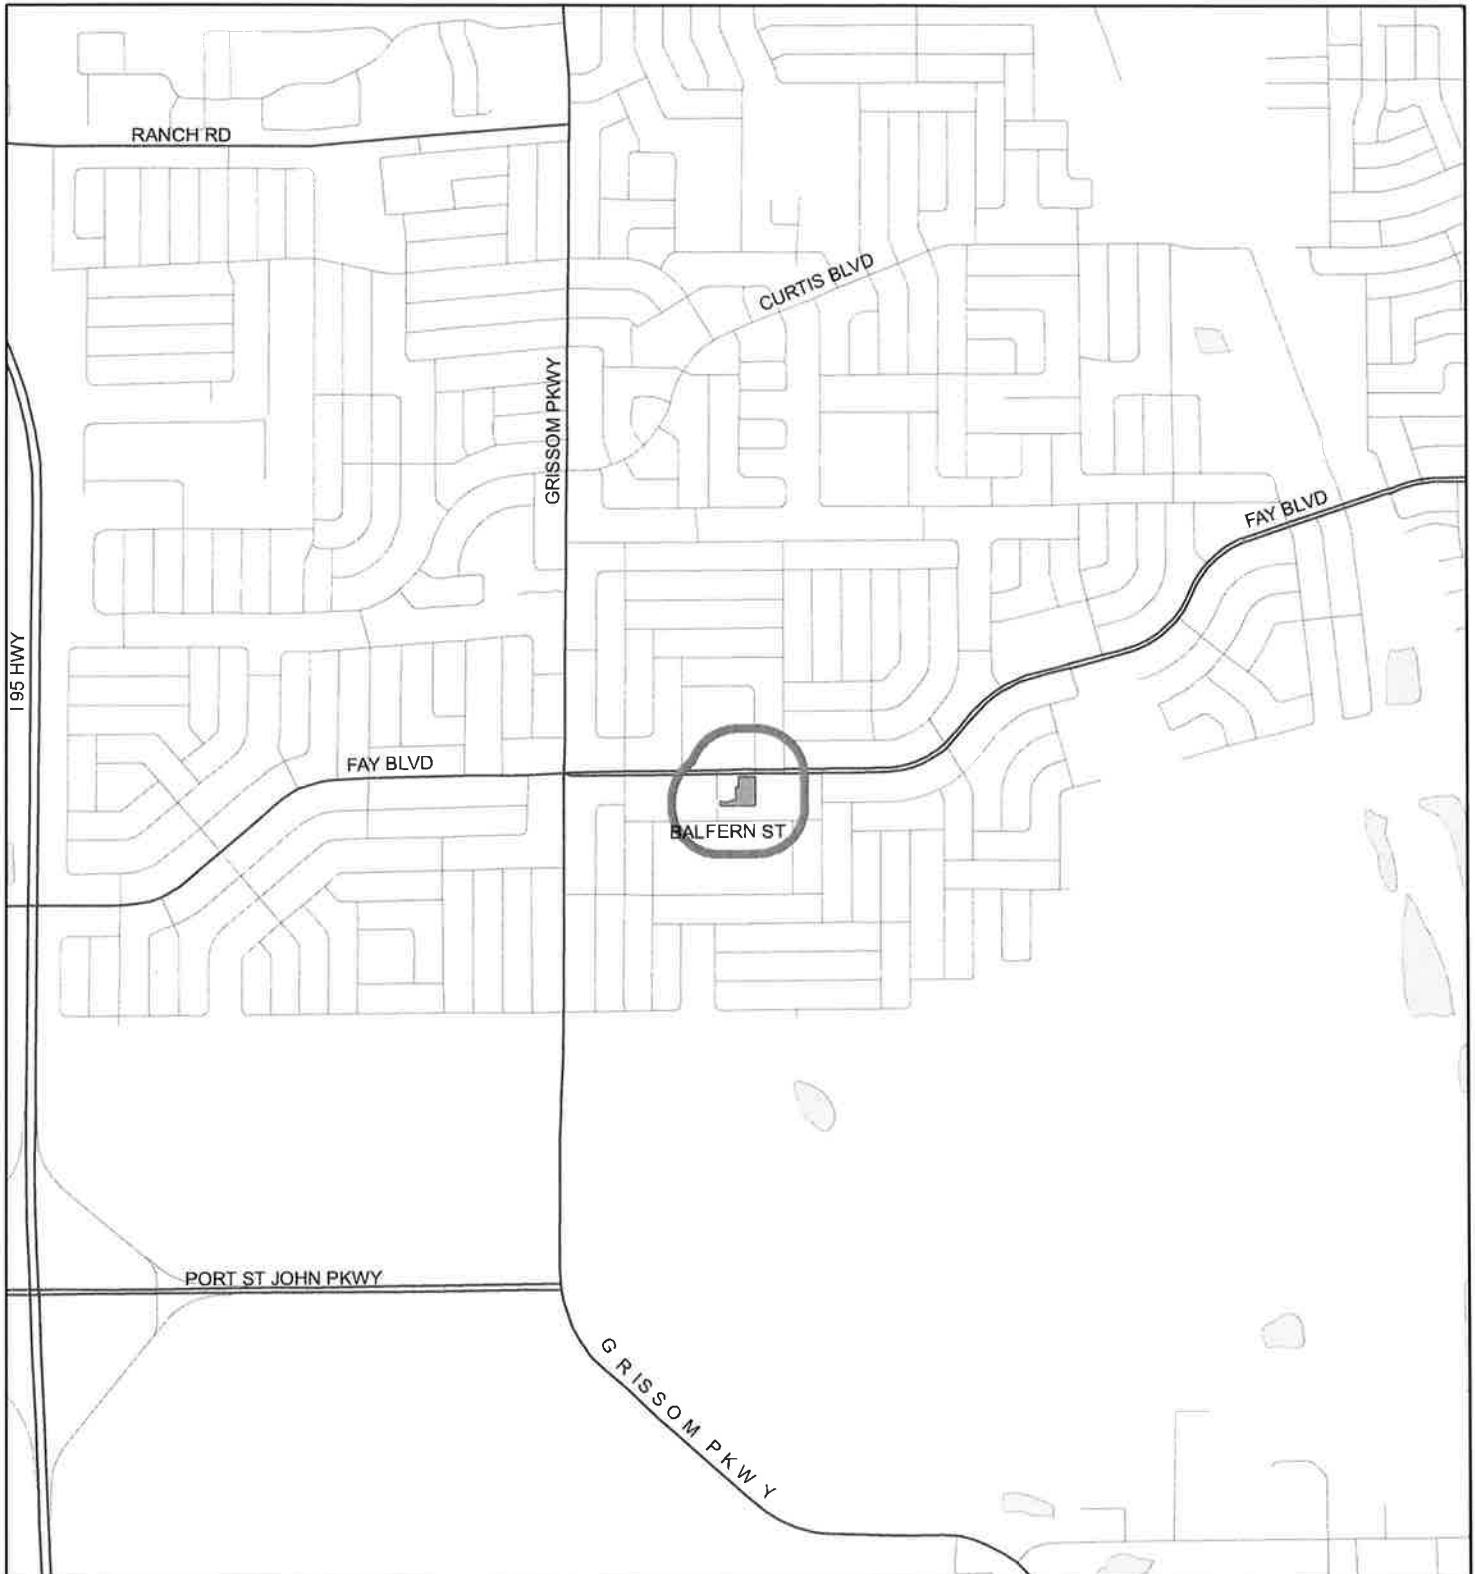 RANCH RD
CURTIS BLVD
GRISSOM PKWY
FAY BLVD
I 95 HWY
FAY BLVD
BALFERN ST
PORT ST JOHN PKWY
GRISSOM PKWY